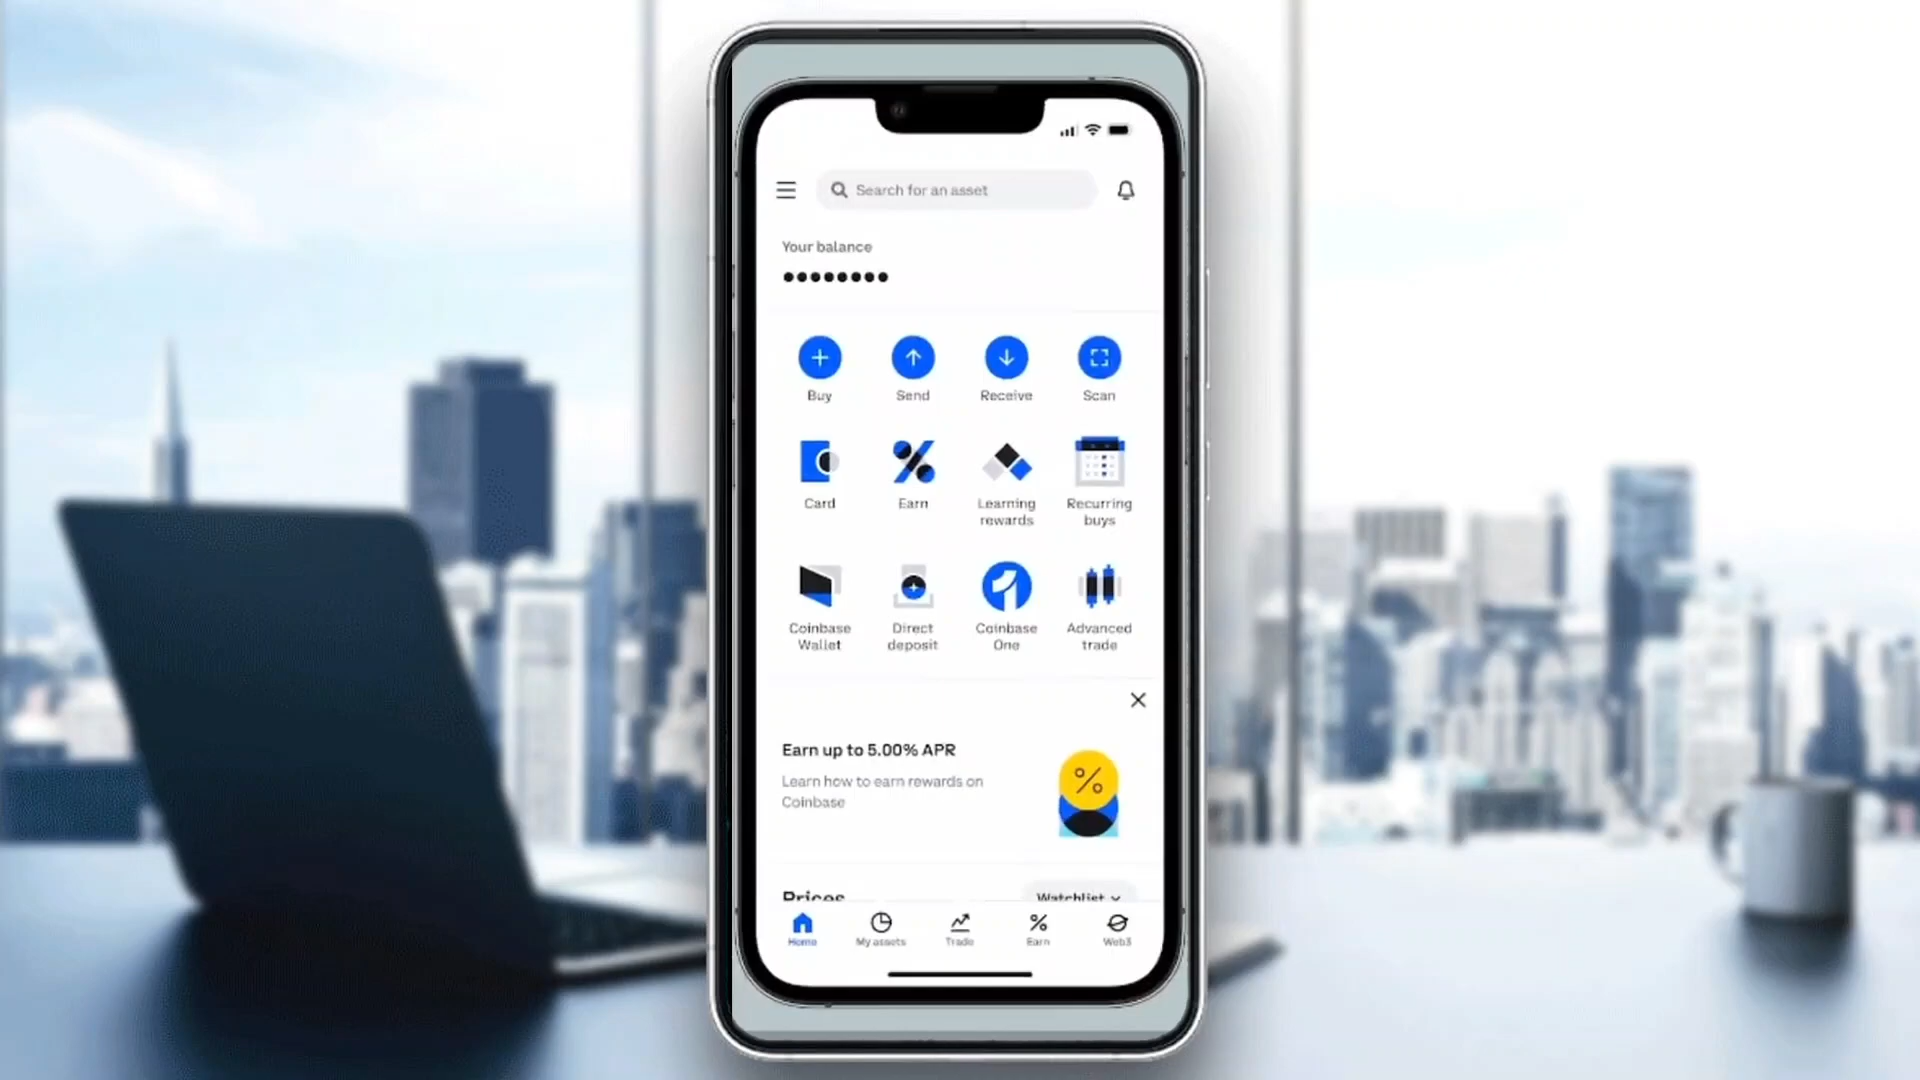 Search for an asset
Your balance
Buy
Send
Receive
Scan
Card
Earn
Learning
rewards
Recurring
buys
Coinbase
Wallet
Direct
deposit
Coinbase
One
Advanced
trade
Earn up to 5.00% APR
Learn how to earn rewards on
Coinbase
Prices
Watchlist
Home
My assets
Trade
Earn
Web3